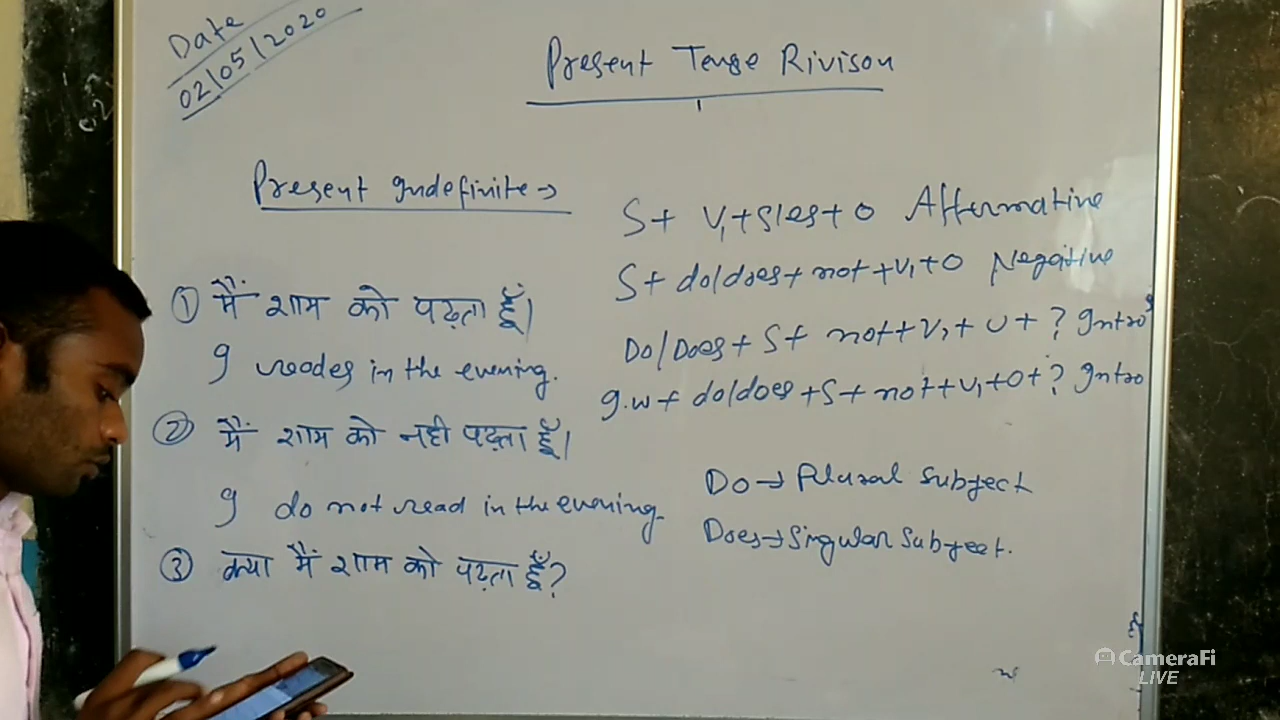 Date
02/05/2020
Present Tense Rivison
Present Indefinite →
S + V1 + s/es + O Affermative
S + do/does + not + V1 + O Negative
Do/Does + S + not + V1 + O + ? Intro
I.W + do/does + S + not + V1 + O + ? Intro
① मैं शाम को पढ़ता हूँ।
I reades in the evening.
② मैं शाम को नही पढ़ता हूँ।
I do not read in the evening.
③ क्या मैं शाम को पढ़ता हूँ?
Do → Plural Subject
Does → Singular Subject.
CameraFi
LIVE